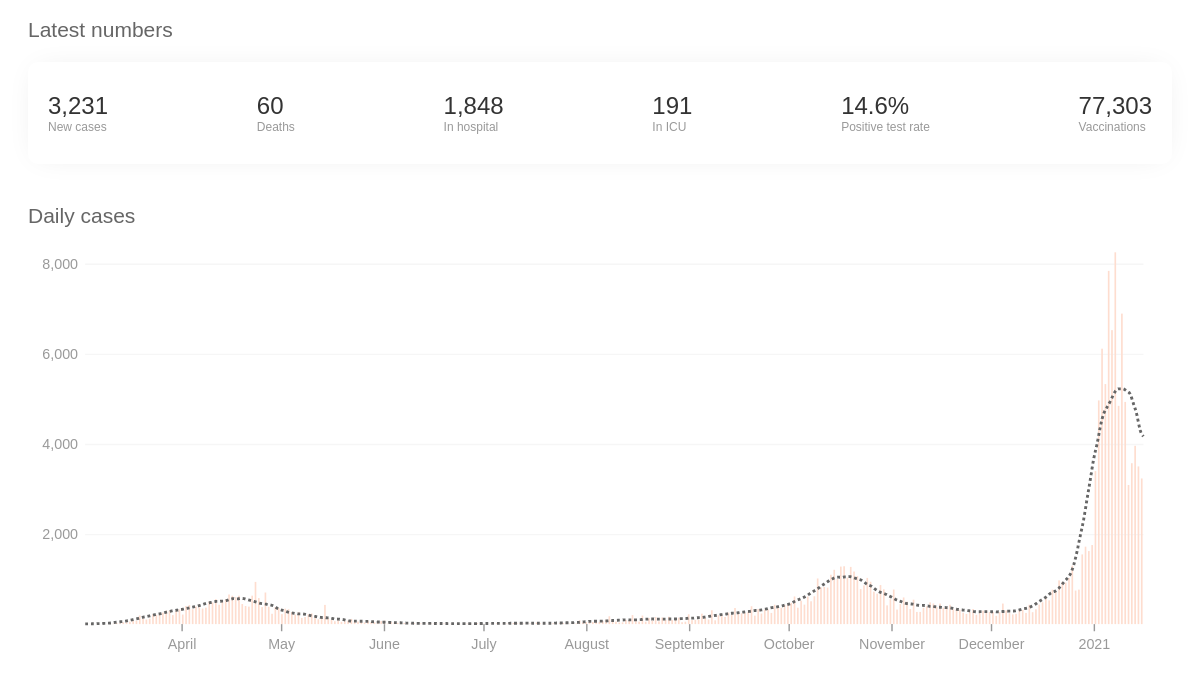 Latest numbers
3,231 60 1,848 191 14.6% 77,303
New cases Deaths In hospital In ICU Positive test rate Vaccinations
Daily cases
8,000
6,000
4,000
2,000
April May June July August September October November December 2021